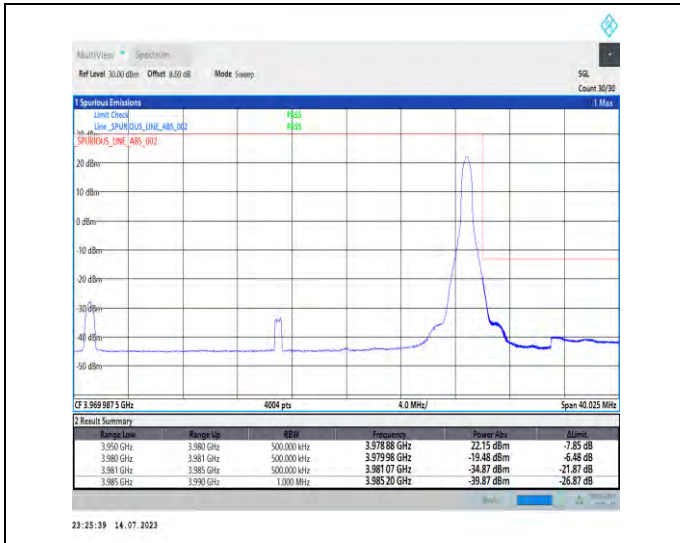 MultiView Spectrum
Ref Level 30.00 dBm Offset 8.60 dB Mode Sweep SGL
Count 30/30
1 Spurious Emissions 1 Max
Limit Check PASS
Line _SPURIOUS_LINE_ABS_002 PASS
_SPURIOUS_LINE_ABS_002
20 dBm
10 dBm
0 dBm
-10 dBm
-20 dBm
-30 dBm
-40 dBm
-50 dBm
CF 3.969 987 5 GHz 4004 pts 4.0 MHz/ Span 40.025 MHz
2 Result Summary
Range Low Range Up RBW Frequency Power Abs ΔLimit
3.950 GHz 3.980 GHz 500.000 kHz 3.978 88 GHz 22.15 dBm -7.85 dB
3.980 GHz 3.981 GHz 500.000 kHz 3.979 98 GHz -19.48 dBm -6.48 dB
3.981 GHz 3.985 GHz 500.000 kHz 3.981 07 GHz -34.87 dBm -21.87 dB
3.985 GHz 3.990 GHz 1.000 MHz 3.985 20 GHz -39.87 dBm -26.87 dB
23:25:39 14.07.2023